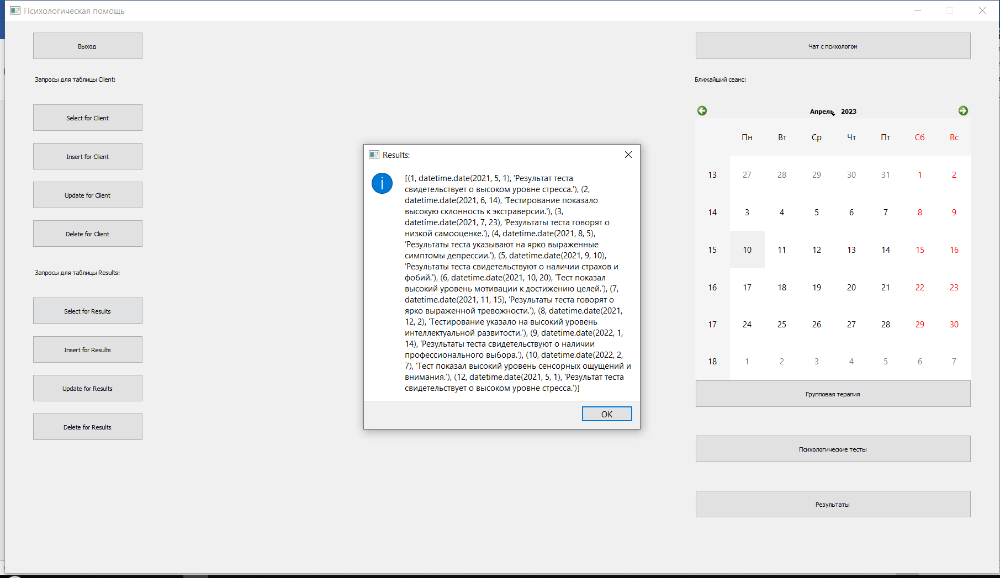 Психологическая помощь
Выход
Запросы для таблицы Client:
Select for Client
Insert for Client
Update for Client
Delete for Client
Запросы для таблицы Results:
Select for Results
Insert for Results
Update for Results
Delete for Results
Results:
[(1, datetime.date(2021, 5, 1), 'Результат теста
свидетельствует о высоком уровне стресса.'), (2,
datetime.date(2021, 6, 14), 'Тестирование показало
высокую склонность к экстраверсии.'), (3,
datetime.date(2021, 7, 23), 'Результаты теста говорят о
низкой самооценке.'), (4, datetime.date(2021, 8, 5),
'Результаты теста указывают на ярко выраженные
симптомы депрессии.'), (5, datetime.date(2021, 9, 10),
'Результаты теста свидетельствуют о наличии страхов и
фобий.'), (6, datetime.date(2021, 10, 20), 'Тест показал
высокий уровень мотивации к достижению целей.'), (7,
datetime.date(2021, 11, 15), 'Результаты теста говорят о
ярко выраженной тревожности.'), (8, datetime.date(2021,
12, 2), 'Тестирование указало на высокий уровень
интеллектуальной развитости.'), (9, datetime.date(2022, 1,
14), 'Результаты теста свидетельствуют о наличии
профессионального выбора.'), (10, datetime.date(2022, 2,
7), 'Тест показал высокий уровень сенсорных ощущений и
внимания.'), (12, datetime.date(2021, 5, 1), 'Результат теста
свидетельствует о высоком уровне стресса.')]
OK
Чат с психологом
Ближайший сеанс:
Апрель 2023
Пн Вт Ср Чт Пт Сб Вс
13 27 28 29 30 31 1 2
14 3 4 5 6 7 8 9
15 10 11 12 13 14 15 16
16 17 18 19 20 21 22 23
17 24 25 26 27 28 29 30
18 1 2 3 4 5 6 7
Групповая терапия
Психологические тесты
Результаты